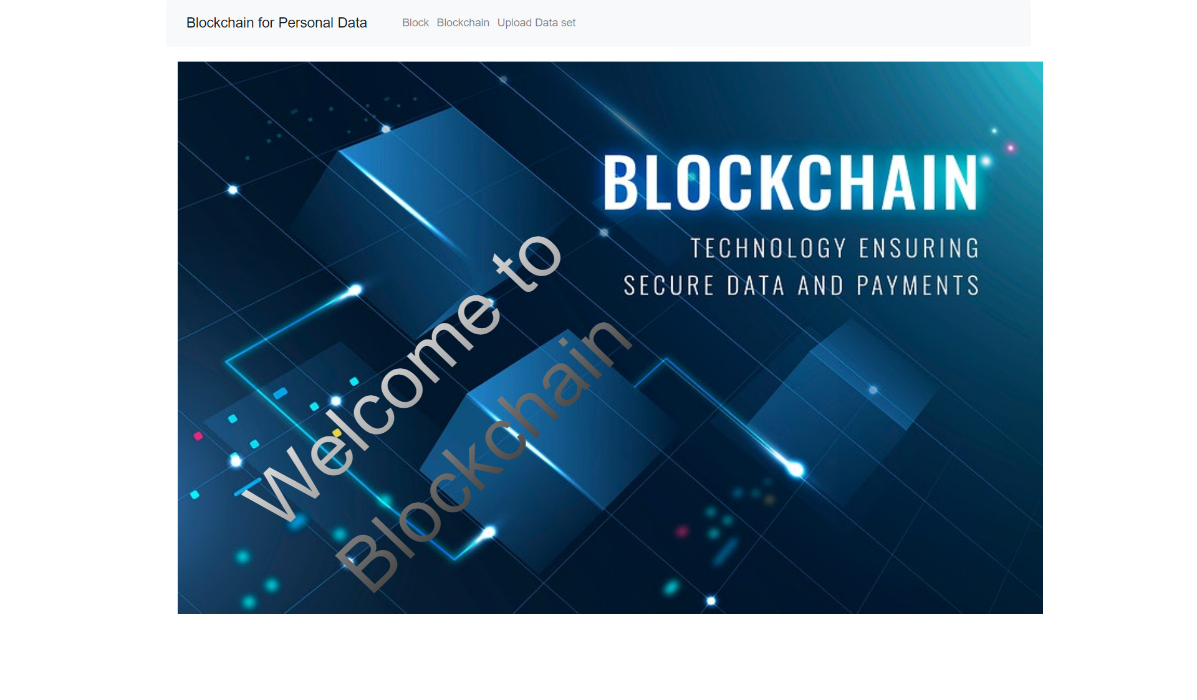 Blockchain for Personal Data
Block Blockchain Upload Data set
BLOCKCHAIN
TECHNOLOGY ENSURING
SECURE DATA AND PAYMENTS
Welcome to
Blockchain